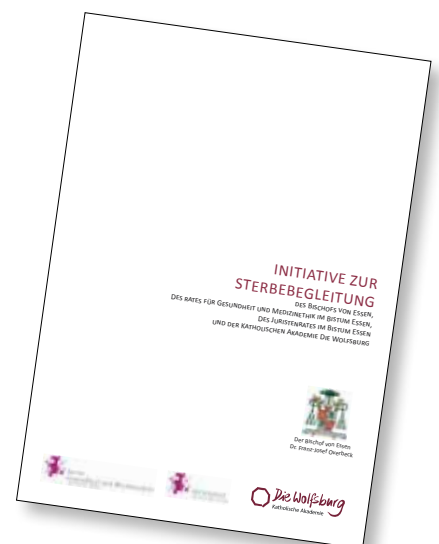 INITIATIVE ZUR
STERBEBEGLEITUNG
DES BISCHOFS VON ESSEN,
DES RATES FÜR GESUNDHEIT UND MEDIZINETHIK IM BISTUM ESSEN,
DES JURISTENRATES IM BISTUM ESSEN
UND DER KATHOLISCHEN AKADEMIE DIE WOLFSBURG
Der Bischof von Essen
Dr. Franz-Josef Overbeck
Die Wolfsburg
Katholische Akademie